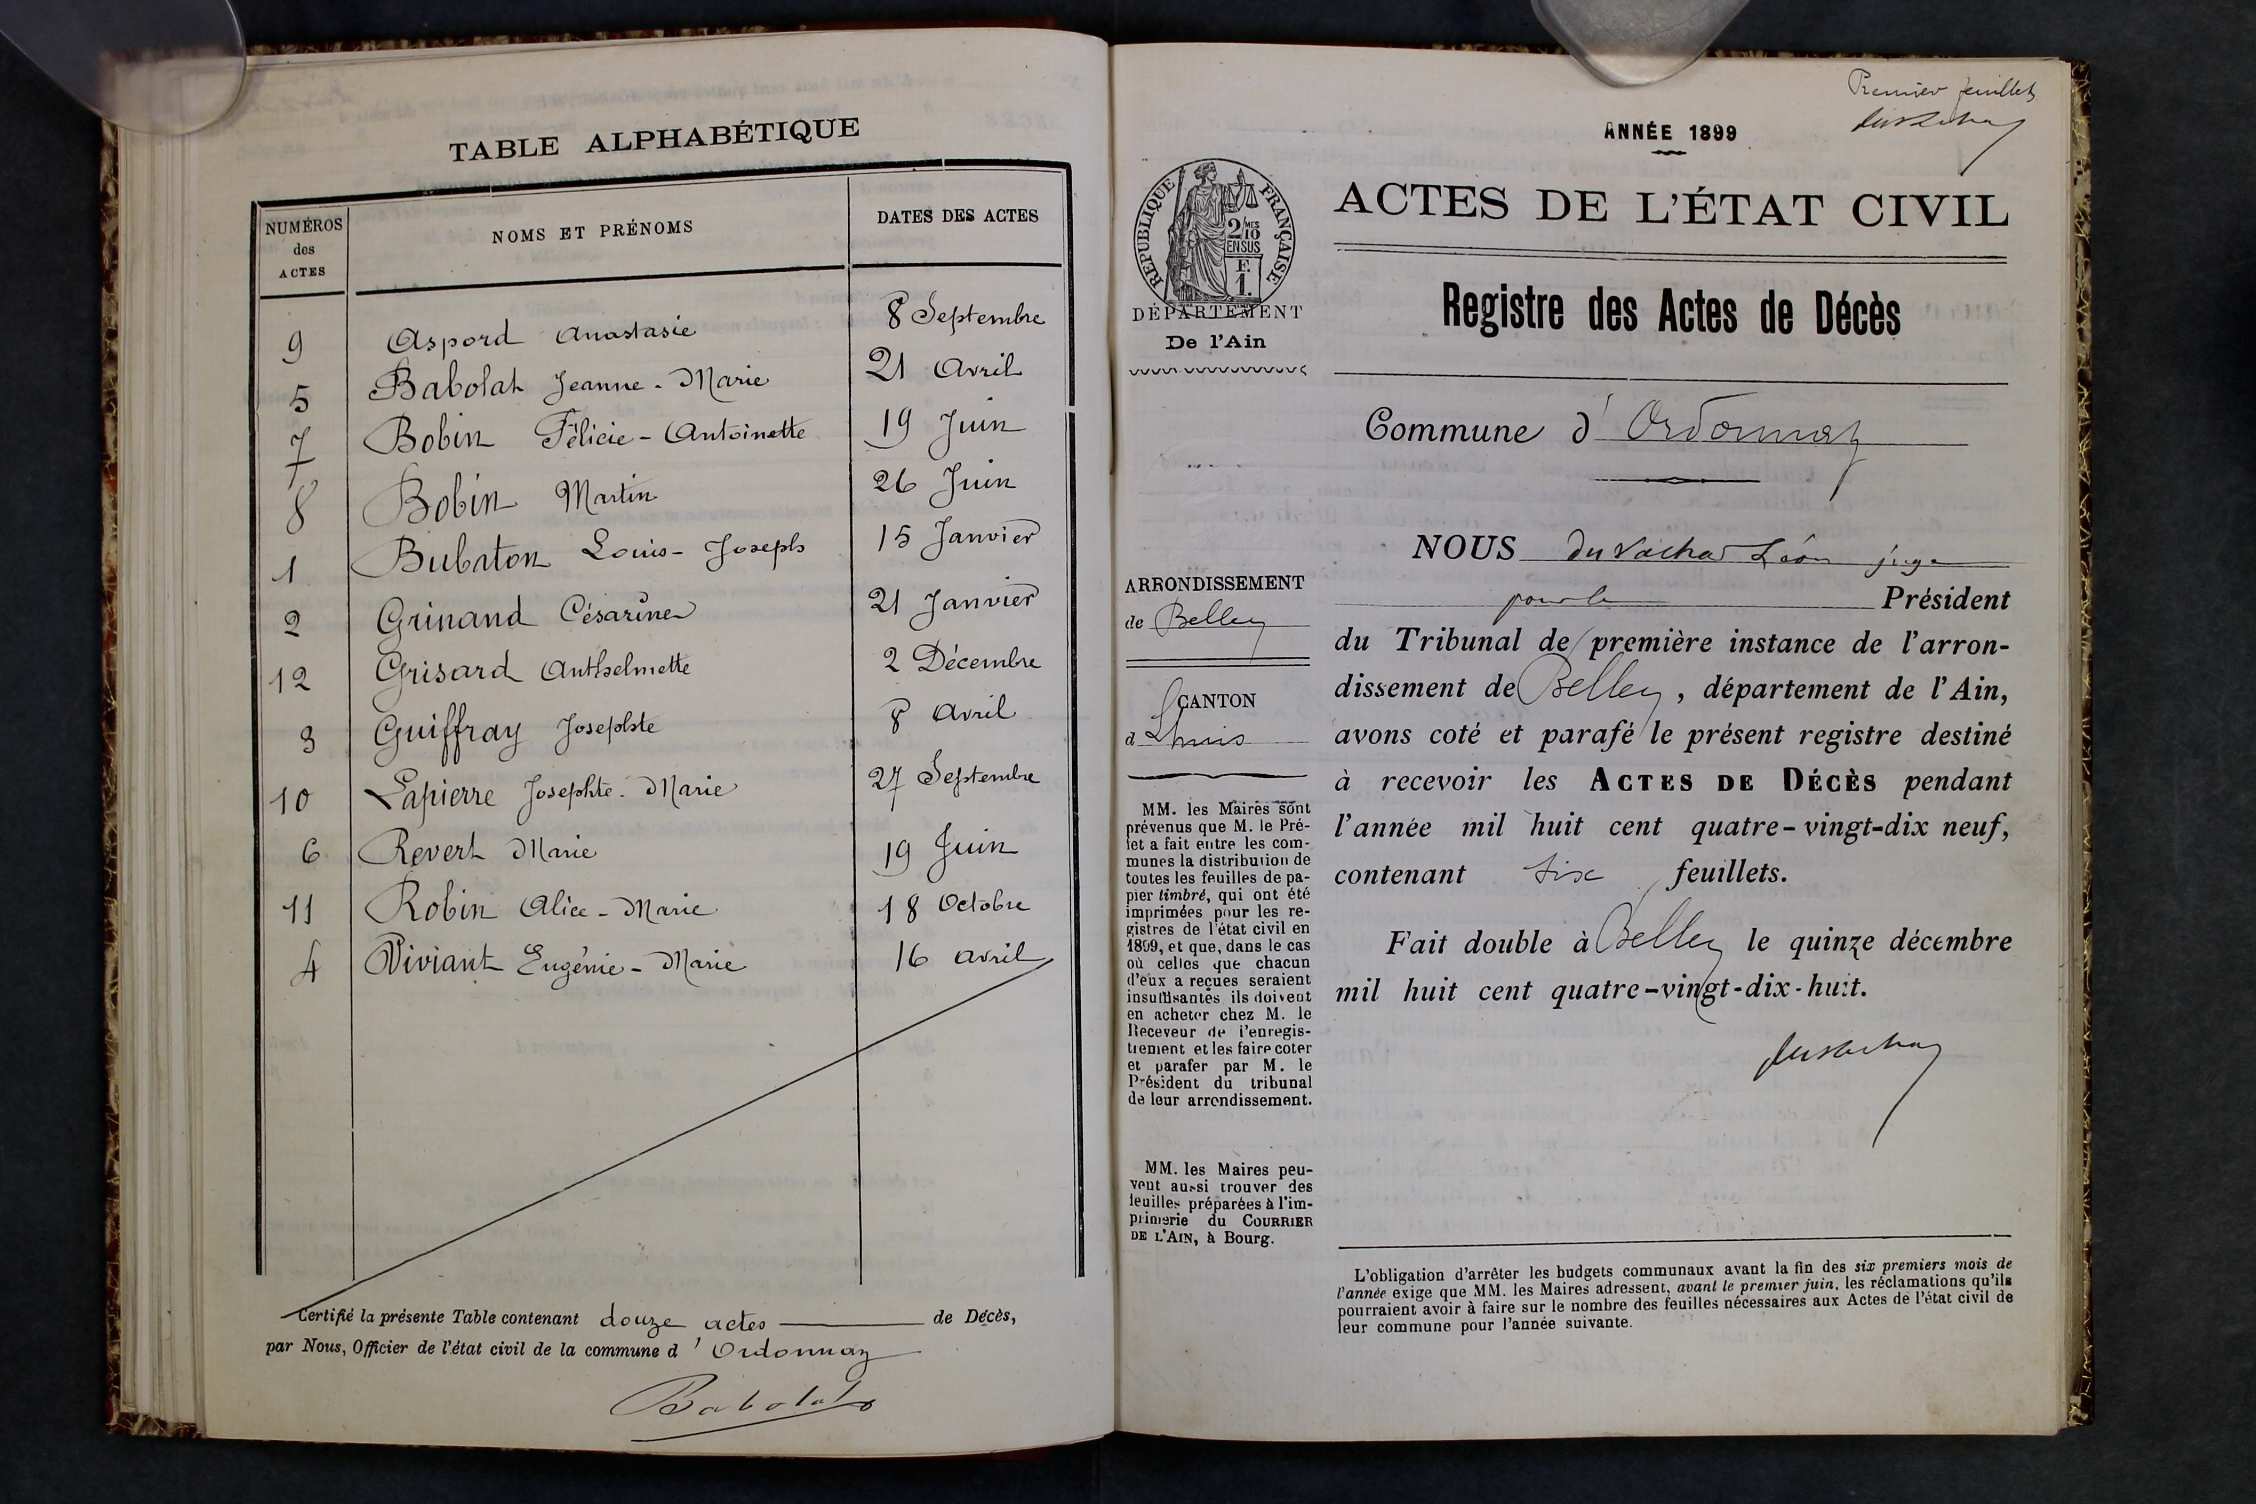 TABLE ALPHABÉTIQUE
NUMÉROS des ACTES
NOMS ET PRÉNOMS
DATES DES ACTES
9 Aspord Anastasie 8 Septembre
5 Babolat Jeanne - Marie 21 Avril
7 Bobin Félicie - Antoinette 19 Juin
8 Bobin Martin 26 Juin
1 Bubaton Louis - Joseph 15 Janvier
2 Grinand Césarine 21 Janvier
12 Grisard Anthelmette 2 Décembre
3 Guiffray Josephte 8 Avril
10 Lapierre Josephte - Marie 27 Septembre
6 Revert Marie 19 Juin
11 Robin Alice - Marie 18 Octobre
4 Viviant Eugénie - Marie 16 avril
Certifié la présente Table contenant douze actes de Décès,
par Nous, Officier de l'état civil de la commune d'Ordonnaz
Babolat
Premier feuillet
ANNÉE 1899
RÉPUBLIQUE FRANÇAISE
2/10 MES
EN SUS
F.
1.
DÉPARTEMENT
De l'Ain
ACTES DE L'ÉTAT CIVIL
Registre des Actes de Décès
Commune d'Ordonnaz
ARRONDISSEMENT
de Belley
CANTON
d Lhuis
MM. les Maires sont
prévenus que M. le Pré-
fet a fait entre les com-
munes la distribution de
toutes les feuilles de pa-
pier timbré, qui ont été
imprimées pour les re-
gistres de l'état civil en
1899, et que, dans le cas
où celles que chacun
d'eux a reçues seraient
insuffisantes ils doivent
en acheter chez M. le
Receveur de l'enregis-
trement et les faire coter
et parafer par M. le
Président du tribunal
de leur arrondissement.
MM. les Maires peu-
vent aussi trouver des
feuilles préparées à l'im-
primerie du COURRIER
DE L'AIN, à Bourg.
NOUS Léon juge
pour le Président
du Tribunal de première instance de l'arron-
dissement de Belley, département de l'Ain,
avons coté et parafé le présent registre destiné
à recevoir les ACTES DE DÉCÈS pendant
l'année mil huit cent quatre-vingt-dix neuf,
contenant six feuillets.
Fait double à Belley le quinze décembre
mil huit cent quatre-vingt-dix-huit.
L'obligation d'arrêter les budgets communaux avant la fin des six premiers mois de
l'année exige que MM. les Maires adressent, avant le premier juin, les réclamations qu'ils
pourraient avoir à faire sur le nombre des feuilles nécessaires aux Actes de l'état civil de
leur commune pour l'année suivante.